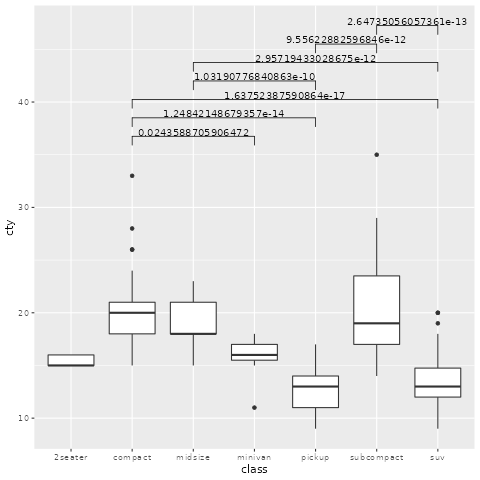 2.64735056057361e-13
9.55622882596846e-12
2.95719433028675e-12
1.03190776840863e-10
1.63752387590864e-17
1.24842148679357e-14
0.0243588705906472
40
30
20
10
cty
2seater compact midsize minivan pickup subcompact suv
class